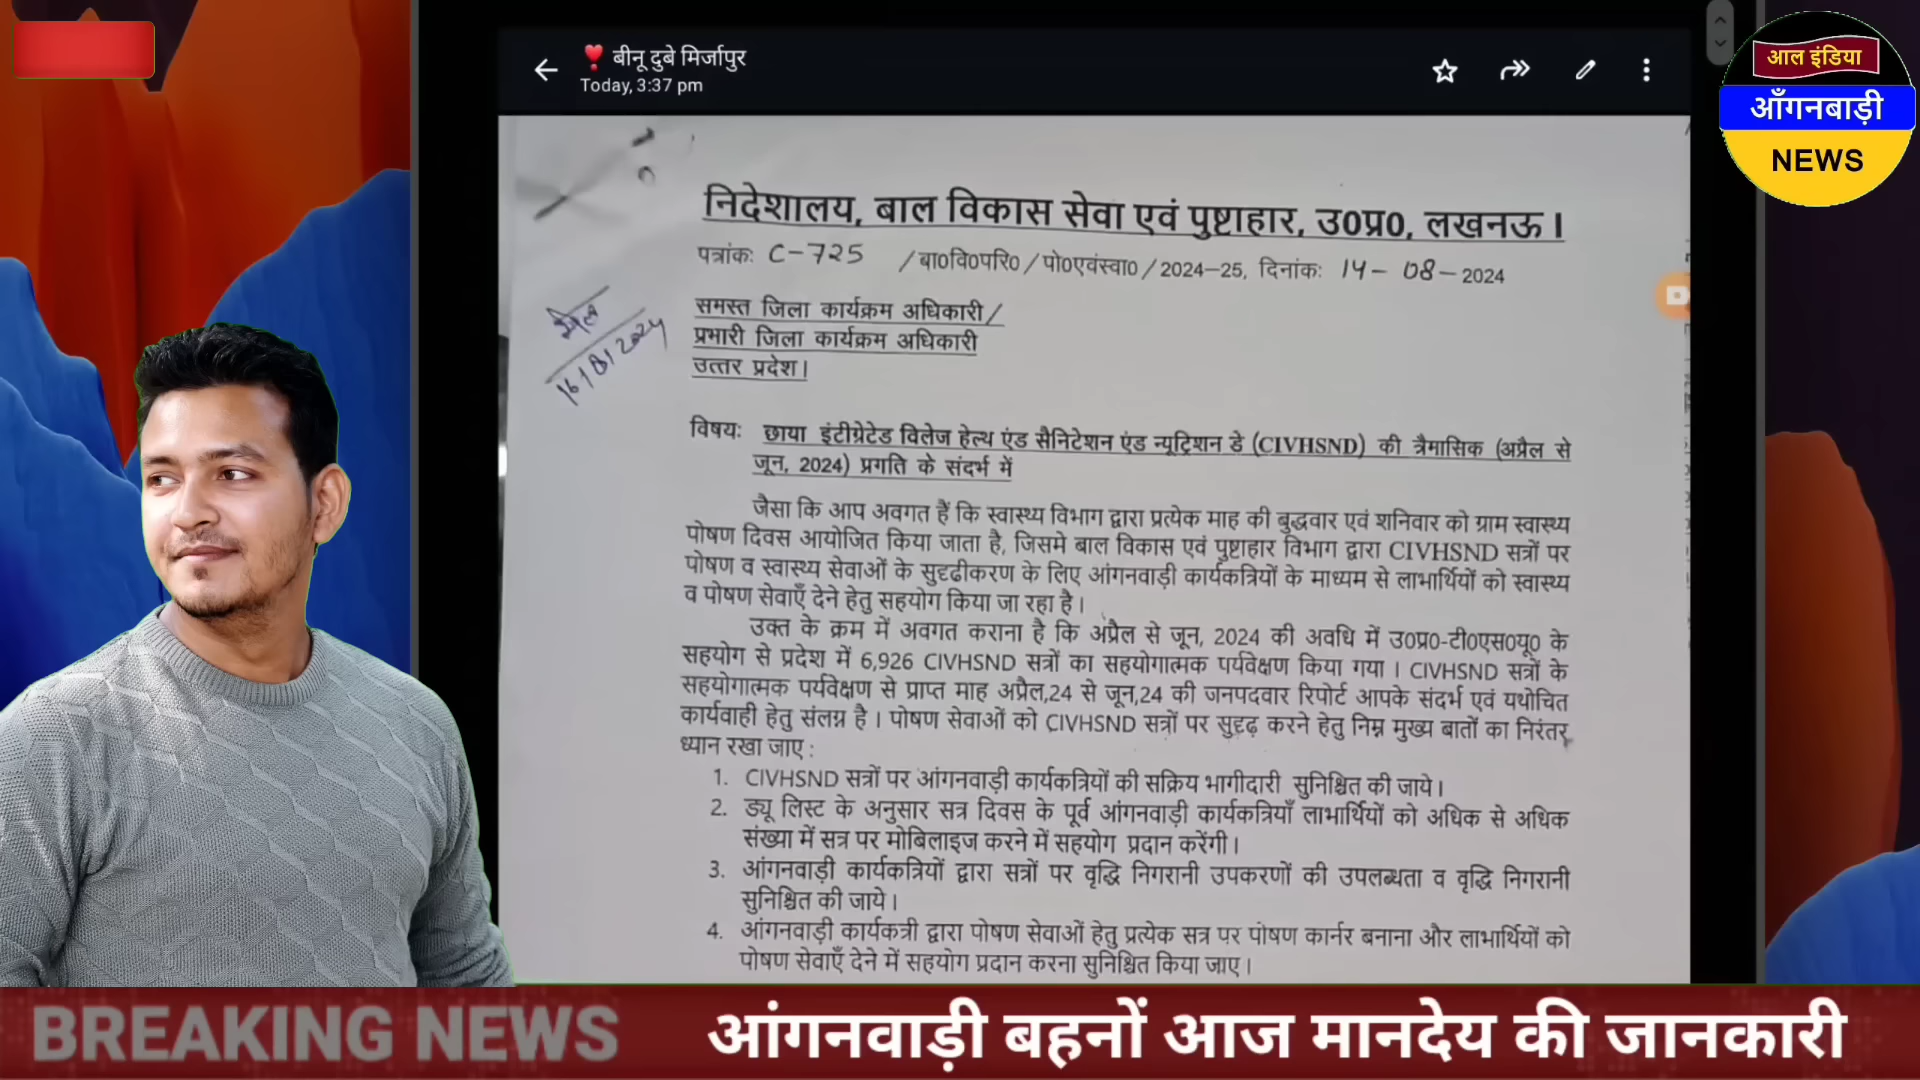 ❣️ बीनू दुबे मिर्जापुर
Today, 3:37 pm
आल इंडिया
आँगनबाड़ी
NEWS
निदेशालय, बाल विकास सेवा एवं पुष्टाहार, उ0प्र0, लखनऊ।
पत्रांकः C-725 /बा0वि0परि0/पो0एवंस्वा0/2024-25, दिनांकः 14-08-2024
समस्त जिला कार्यक्रम अधिकारी/
प्रभारी जिला कार्यक्रम अधिकारी
उत्तर प्रदेश।
विषयः छाया इंटीग्रेटेड विलेज हेल्थ एंड सैनिटेशन एंड न्यूट्रिशन डे (CIVHSND) की त्रैमासिक (अप्रैल से
जून, 2024) प्रगति के संदर्भ में
जैसा कि आप अवगत हैं कि स्वास्थ्य विभाग द्वारा प्रत्येक माह की बुद्धवार एवं शनिवार को ग्राम स्वास्थ्य
पोषण दिवस आयोजित किया जाता है, जिसमे बाल विकास एवं पुष्टाहार विभाग द्वारा CIVHSND सत्रों पर
पोषण व स्वास्थ्य सेवाओं के सुदृढीकरण के लिए आंगनवाड़ी कार्यकत्रियों के माध्यम से लाभार्थियों को स्वास्थ्य
व पोषण सेवाएँ देने हेतु सहयोग किया जा रहा है।
उक्त के क्रम में अवगत कराना है कि अप्रैल से जून, 2024 की अवधि में उ0प्र0-टी0एस0यू0 के
सहयोग से प्रदेश में 6,926 CIVHSND सत्रों का सहयोगात्मक पर्यवेक्षण किया गया। CIVHSND सत्रों के
सहयोगात्मक पर्यवेक्षण से प्राप्त माह अप्रैल,24 से जून,24 की जनपदवार रिपोर्ट आपके संदर्भ एवं यथोचित
कार्यवाही हेतु संलग्न है। पोषण सेवाओं को CIVHSND सत्रों पर सुदृढ़ करने हेतु निम्न मुख्य बातों का निरंतर
ध्यान रखा जाए :
1. CIVHSND सत्रों पर आंगनवाड़ी कार्यकत्रियों की सक्रिय भागीदारी सुनिश्चित की जाये।
2. ड्यू लिस्ट के अनुसार सत्र दिवस के पूर्व आंगनवाड़ी कार्यकत्रियाँ लाभार्थियों को अधिक से अधिक
संख्या में सत्र पर मोबिलाइज करने में सहयोग प्रदान करेंगी।
3. आंगनवाड़ी कार्यकत्रियों द्वारा सत्रों पर वृद्धि निगरानी उपकरणों की उपलब्धता व वृद्धि निगरानी
सुनिश्चित की जाये।
4. आंगनवाड़ी कार्यकत्री द्वारा पोषण सेवाओं हेतु प्रत्येक सत्र पर पोषण कार्नर बनाना और लाभार्थियों को
पोषण सेवाएँ देने में सहयोग प्रदान करना सुनिश्चित किया जाए।
BREAKING NEWS
आंगनवाड़ी बहनों आज मानदेय की जानकारी